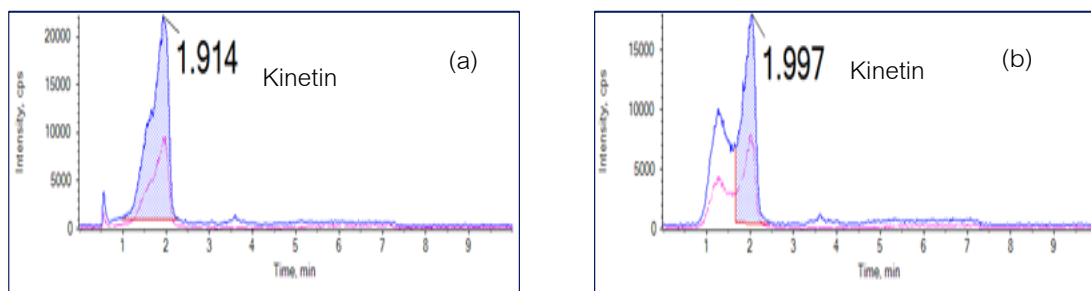 (a)
1.914
Kinetin
Intensity, cps
20000
15000
10000
5000
0
1 2 3 4 5 6 7 8 9
Time, min
(b)
1.997
Kinetin
Intensity, cps
15000
10000
5000
0
1 2 3 4 5 6 7 8 9
Time, min